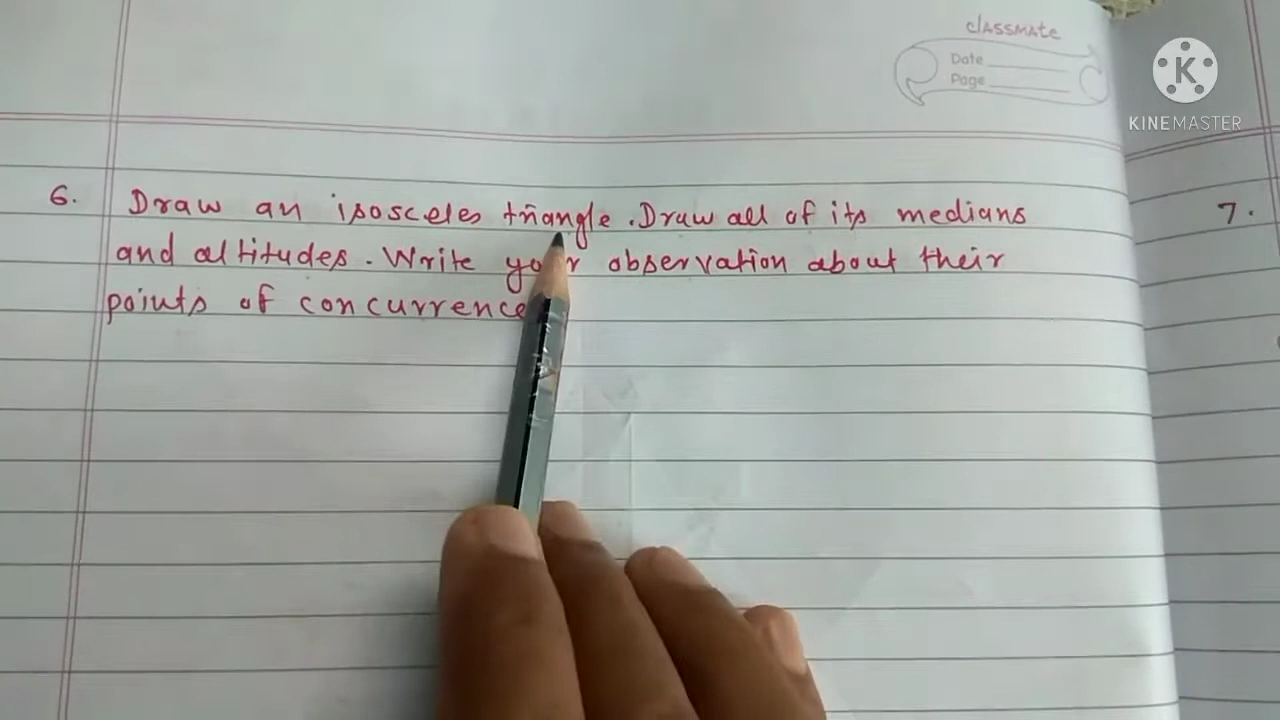 classmate
Date
Page
KINEMASTER
6. Draw an isosceles triangle. Draw all of its medians
and altitudes. Write your observation about their
points of concurrence
7.